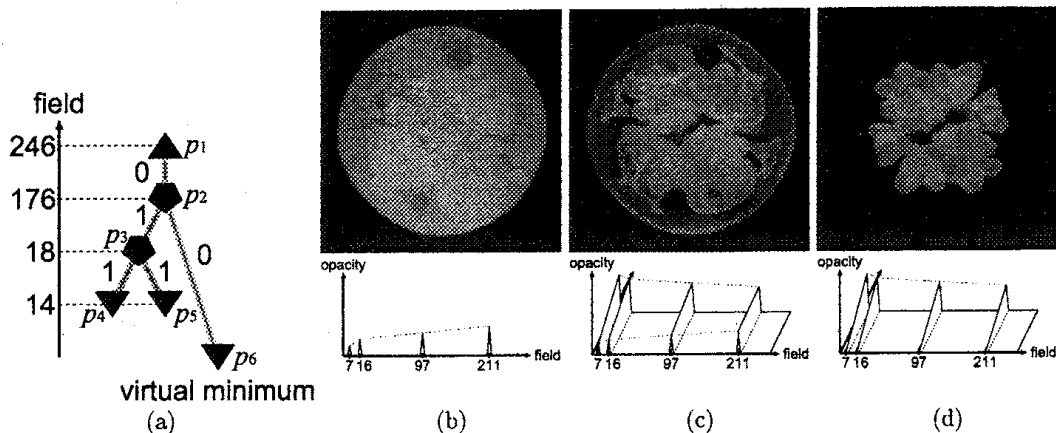 field
246
p1
0
176
p2
1
p3
0
18
1
1
14
p4
p5
p6
virtual minimum
(a)
opacity
7 16 97 211
field
(b)
opacity
7 16 97 211
field
(c)
opacity
7 16 97 211
field
(d)